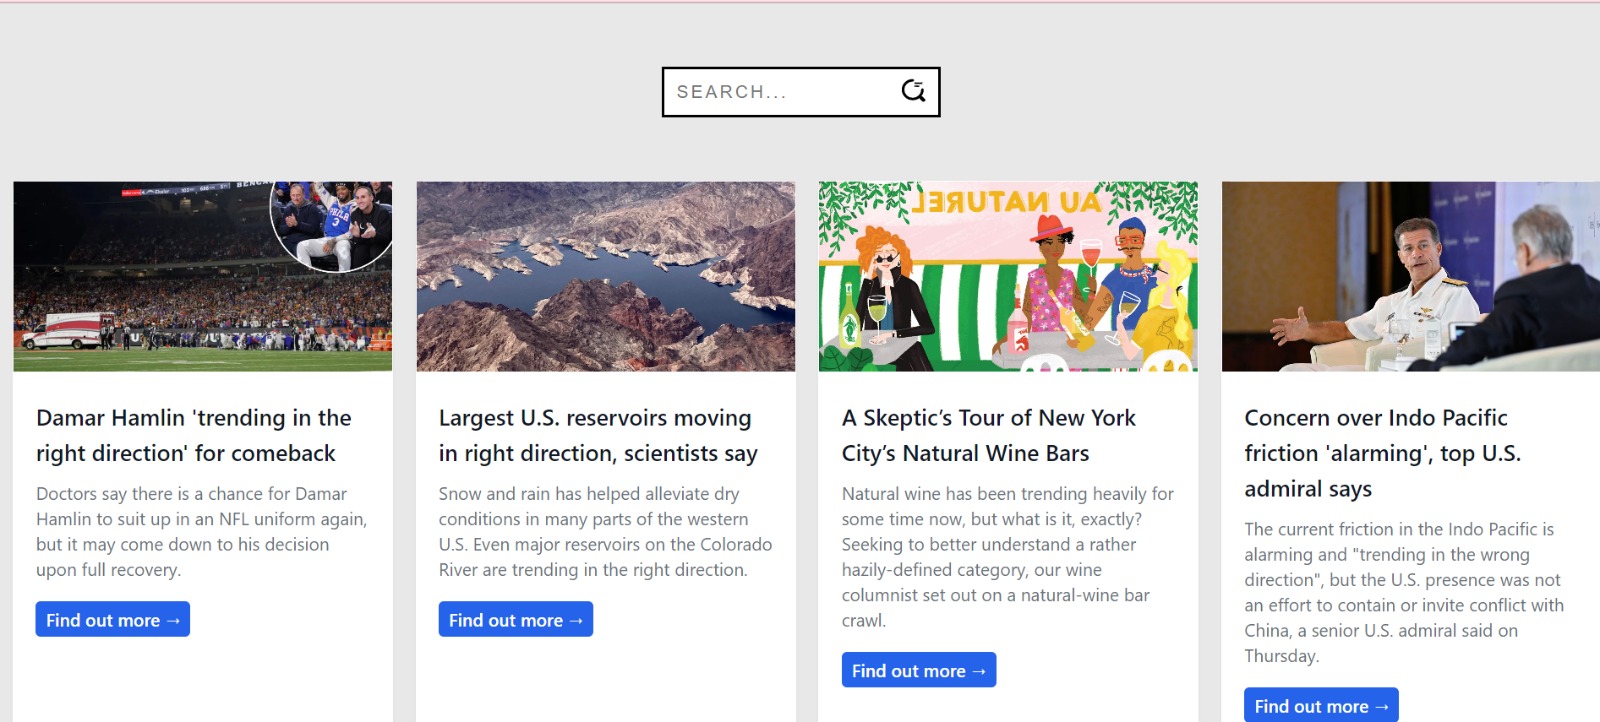 SEARCH...
BENGAL
PHILA
3
AU NATUREL
Damar Hamlin 'trending in the
right direction' for comeback
Doctors say there is a chance for Damar
Hamlin to suit up in an NFL uniform again,
but it may come down to his decision
upon full recovery.
Find out more →
Largest U.S. reservoirs moving
in right direction, scientists say
Snow and rain has helped alleviate dry
conditions in many parts of the western
U.S. Even major reservoirs on the Colorado
River are trending in the right direction.
Find out more →
A Skeptic’s Tour of New York
City’s Natural Wine Bars
Natural wine has been trending heavily for
some time now, but what is it, exactly?
Seeking to better understand a rather
hazily-defined category, our wine
columnist set out on a natural-wine bar
crawl.
Find out more →
Concern over Indo Pacific
friction 'alarming', top U.S.
admiral says
The current friction in the Indo Pacific is
alarming and "trending in the wrong
direction", but the U.S. presence was not
an effort to contain or invite conflict with
China, a senior U.S. admiral said on
Thursday.
Find out more →